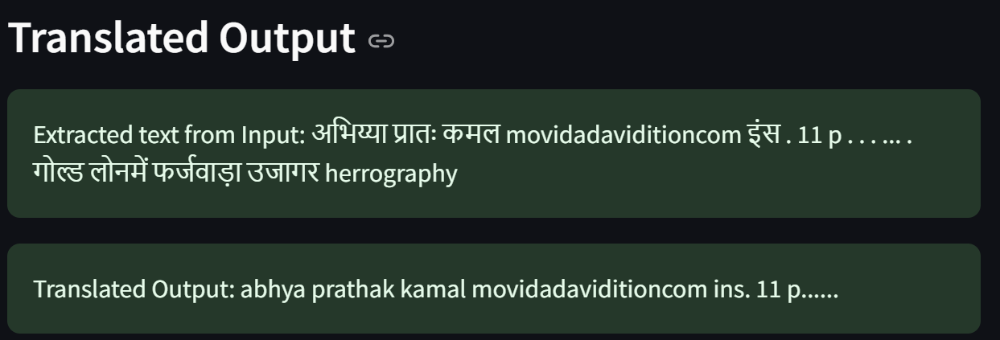 Translated Output
Extracted text from Input: अभिय्या प्रातः कमल movidadaviditioncom इंस . 11 p . . . ... .
गोल्ड लोनमें फर्जवाड़ा उजागर herrography
Translated Output: abhya prathak kamal movidadaviditioncom ins. 11 p......